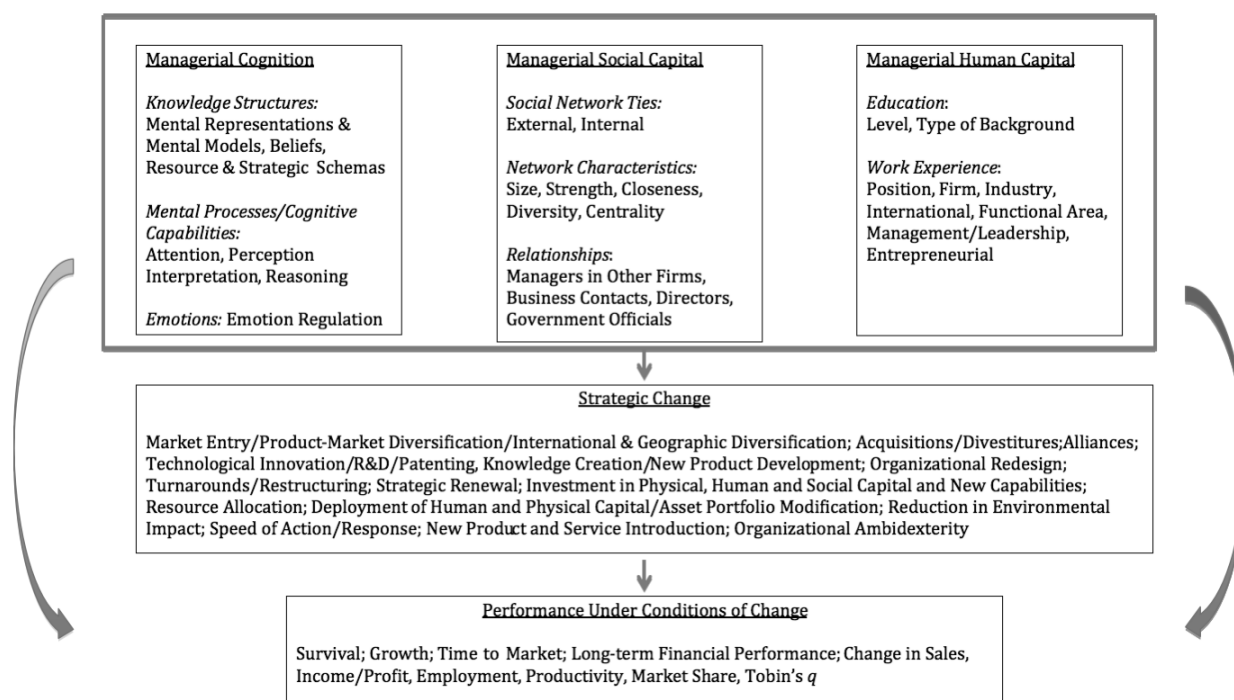 Managerial Cognition
Knowledge Structures:
Mental Representations &
Mental Models, Beliefs,
Resource & Strategic Schemas
Mental Processes/Cognitive
Capabilities:
Attention, Perception
Interpretation, Reasoning
Emotions: Emotion Regulation
Managerial Social Capital
Social Network Ties:
External, Internal
Network Characteristics:
Size, Strength, Closeness,
Diversity, Centrality
Relationships:
Managers in Other Firms,
Business Contacts, Directors,
Government Officials
Managerial Human Capital
Education:
Level, Type of Background
Work Experience:
Position, Firm, Industry,
International, Functional Area,
Management/Leadership,
Entrepreneurial
Strategic Change
Market Entry/Product-Market Diversification/International & Geographic Diversification; Acquisitions/Divestitures;Alliances;
Technological Innovation/R&D/Patenting, Knowledge Creation/New Product Development; Organizational Redesign;
Turnarounds/Restructuring; Strategic Renewal; Investment in Physical, Human and Social Capital and New Capabilities;
Resource Allocation; Deployment of Human and Physical Capital/Asset Portfolio Modification; Reduction in Environmental
Impact; Speed of Action/Response; New Product and Service Introduction; Organizational Ambidexterity
Performance Under Conditions of Change
Survival; Growth; Time to Market; Long-term Financial Performance; Change in Sales,
Income/Profit, Employment, Productivity, Market Share, Tobin's q